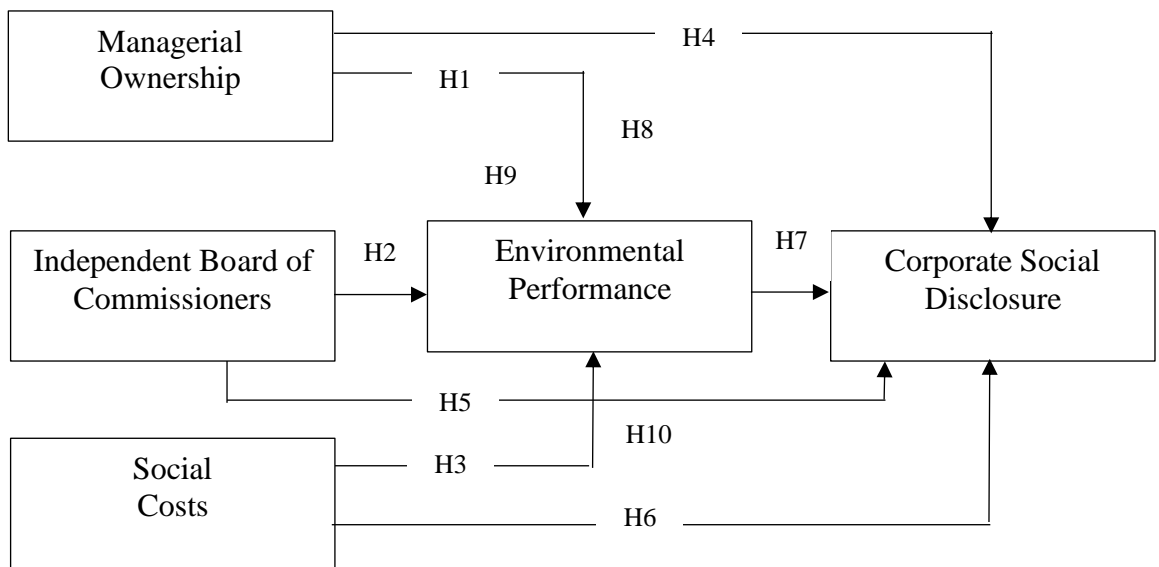 Managerial
Ownership
H4
H1
H8
H9
Independent Board of
Commissioners
H2
Environmental
Performance
H7
Corporate Social
Disclosure
H5
H10
Social
Costs
H3
H6